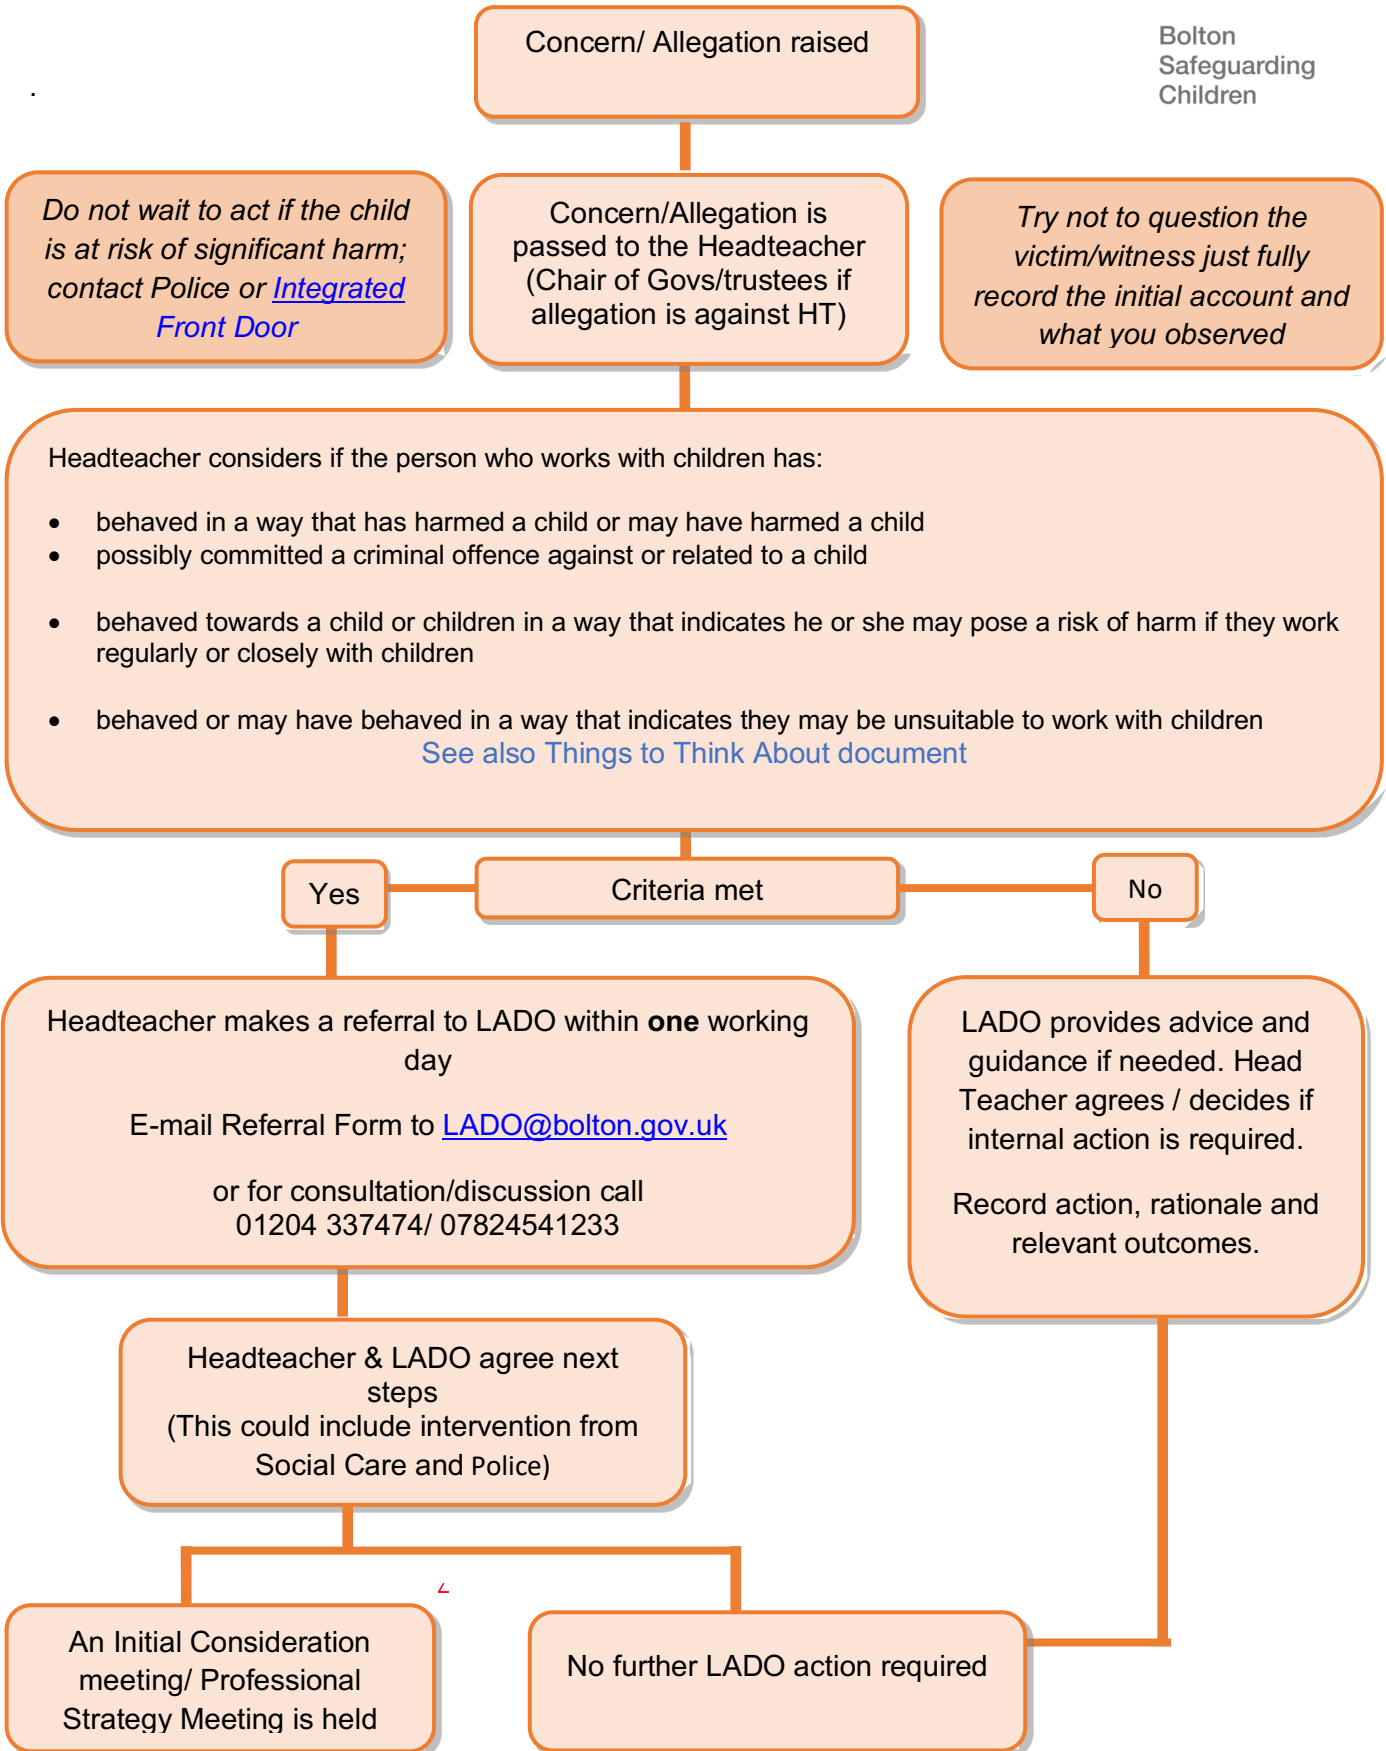 Concern/ Allegation raised
Bolton
Safeguarding
Children
.
Do not wait to act if the child
is at risk of significant harm;
contact Police or Integrated
Front Door
Concern/Allegation is
passed to the Headteacher
(Chair of Govs/trustees if
allegation is against HT)
Try not to question the
victim/witness just fully
record the initial account and
what you observed
Headteacher considers if the person who works with children has:
• behaved in a way that has harmed a child or may have harmed a child
• possibly committed a criminal offence against or related to a child
• behaved towards a child or children in a way that indicates he or she may pose a risk of harm if they work
regularly or closely with children
• behaved or may have behaved in a way that indicates they may be unsuitable to work with children
See also Things to Think About document
Yes
Criteria met
No
Headteacher makes a referral to LADO within one working
day
E-mail Referral Form to LADO@bolton.gov.uk
or for consultation/discussion call
01204 337474/ 07824541233
LADO provides advice and
guidance if needed. Head
Teacher agrees / decides if
internal action is required.
Record action, rationale and
relevant outcomes.
Headteacher & LADO agree next
steps
(This could include intervention from
Social Care and Police)
An Initial Consideration
meeting/ Professional
Strategy Meeting is held
No further LADO action required